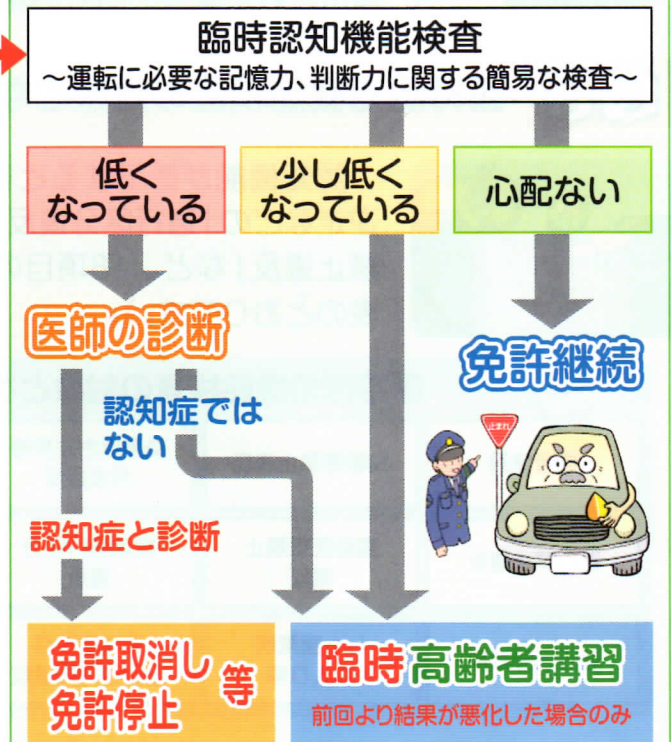 臨時認知機能検査
～運転に必要な記憶力、判断力に関する簡易な検査～
低く
なっている
少し低く
なっている
心配ない
医師の診断
免許継続
認知症では
ない
止まれ
認知症と診断
免許取消し
免許停止
等
臨時高齢者講習
前回より結果が悪化した場合のみ